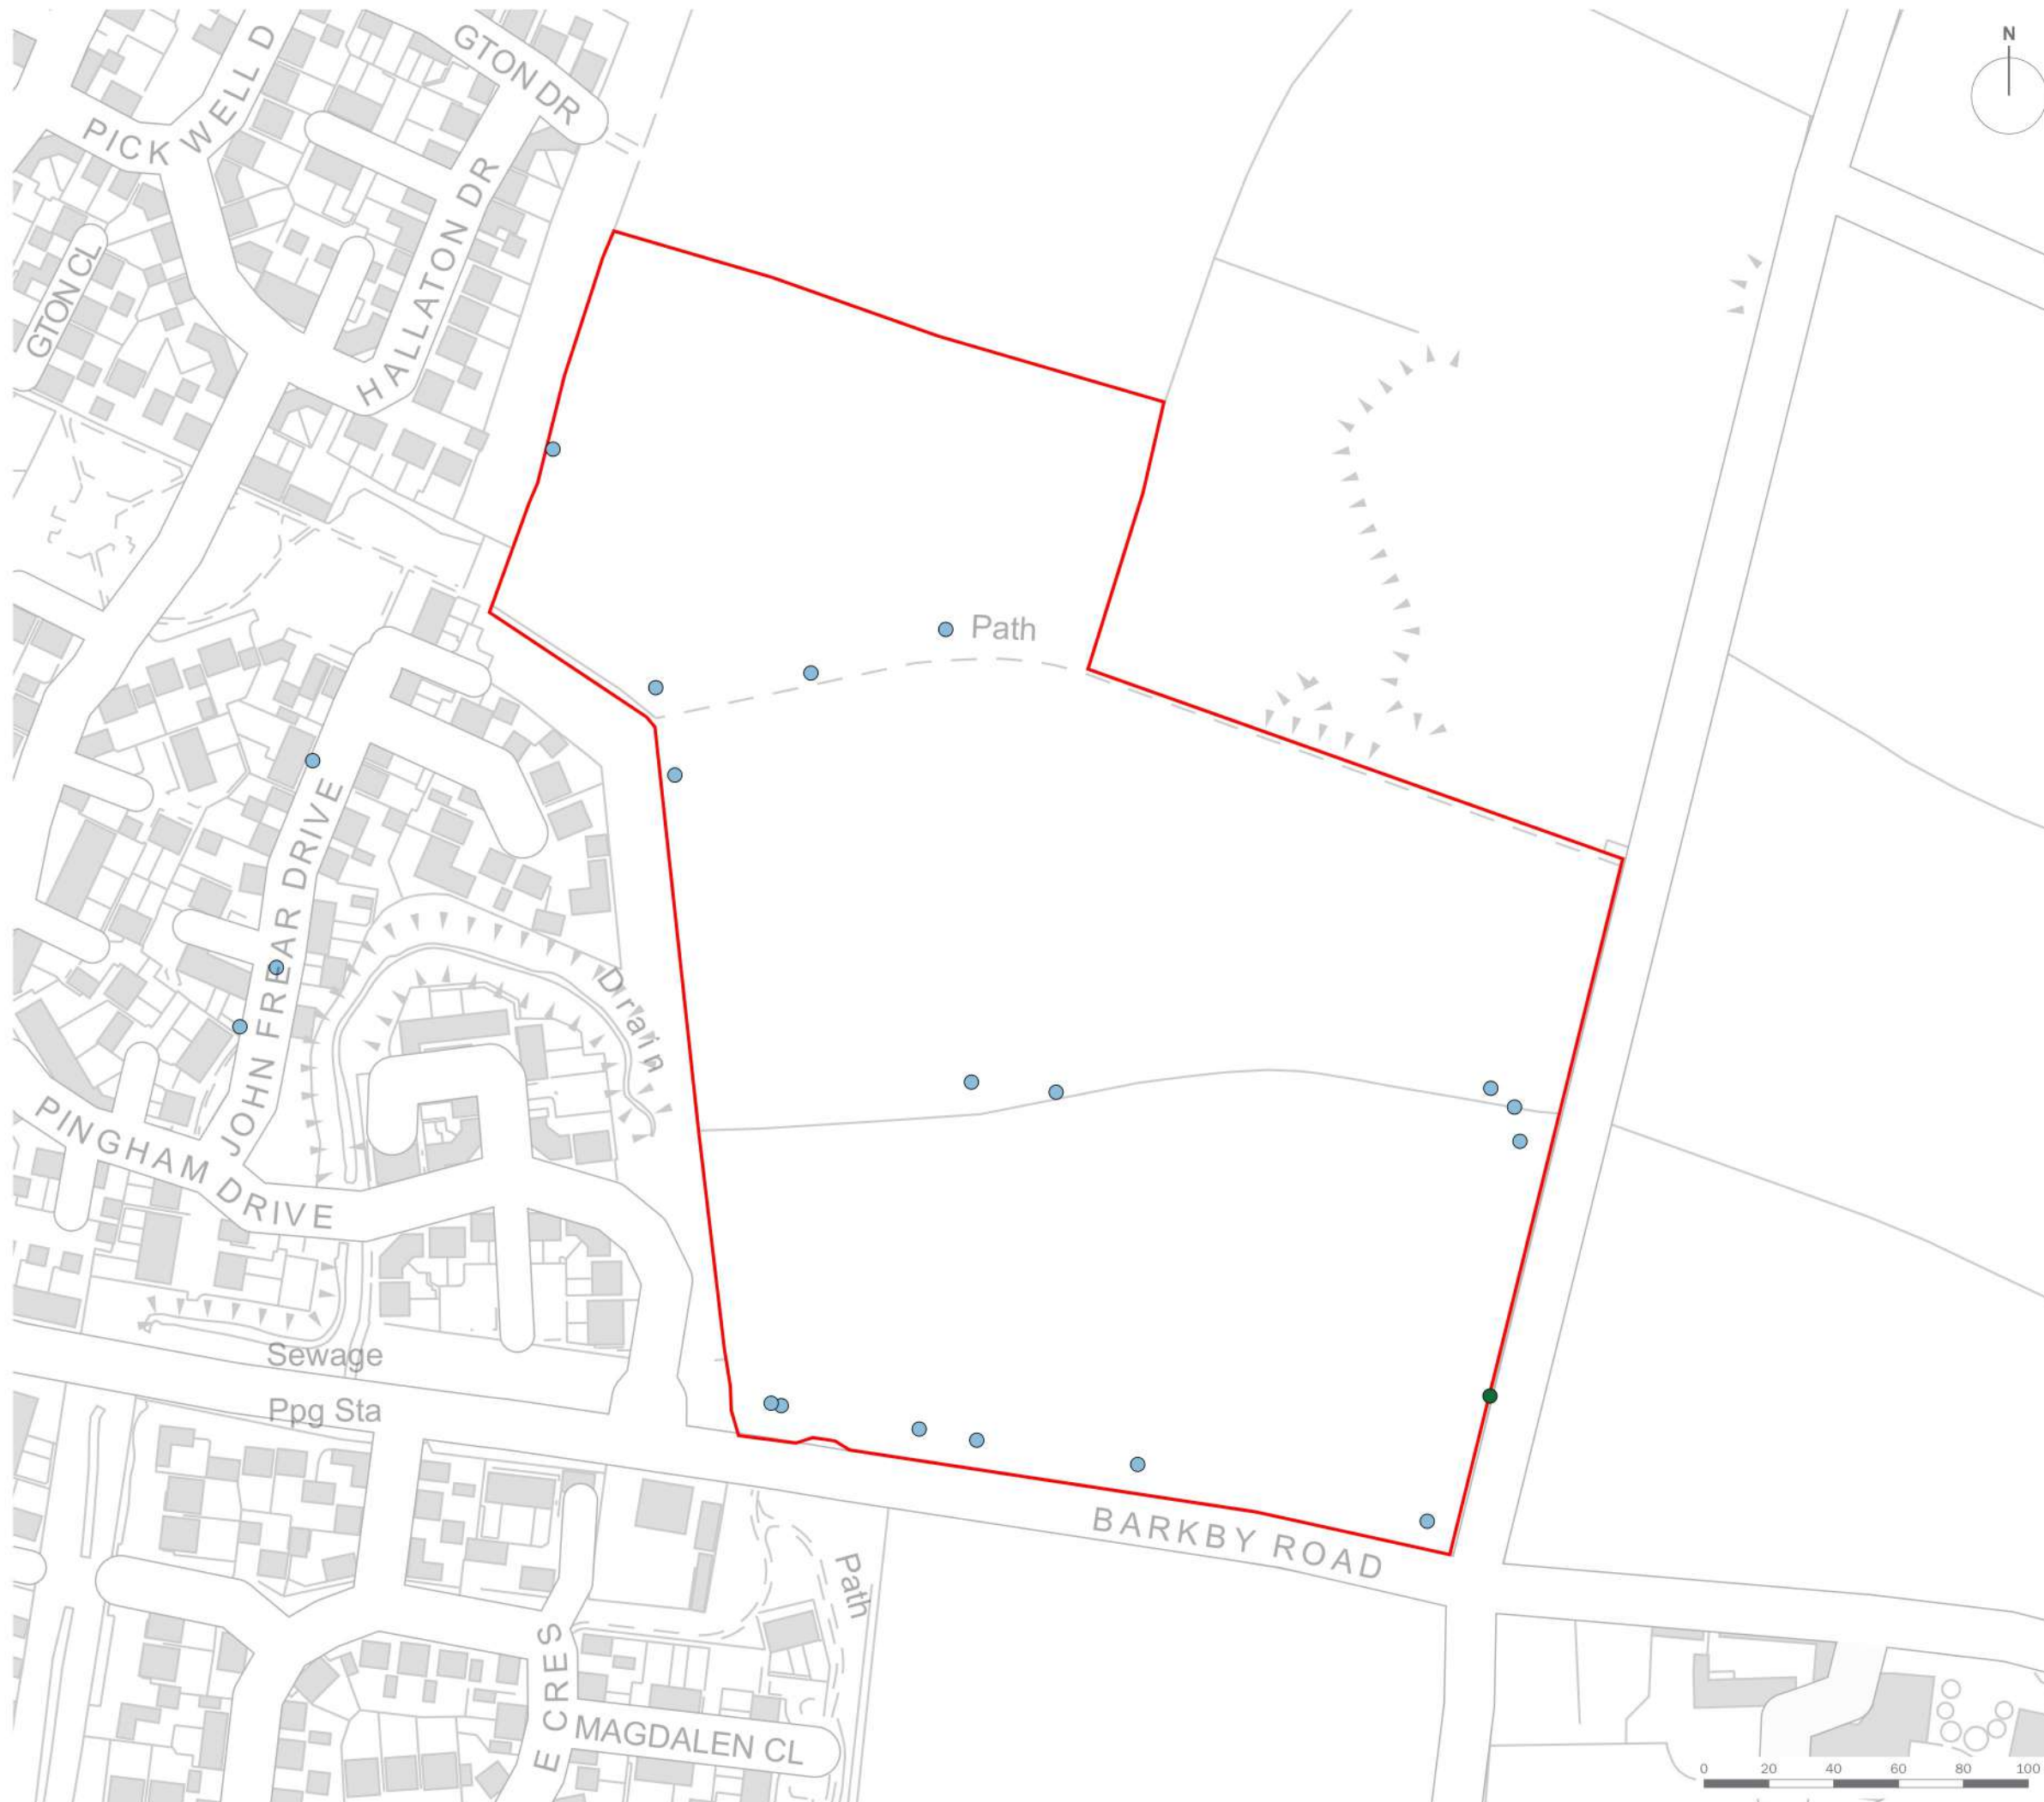 N
GTON DR
PICK WELL D
HALLATON DR
GTON CL
Path
JOHN FREAR DRIVE
Drain
PINGHAM DRIVE
Sewage
Ppg Sta
BARKBY ROAD
Path
E CRES
MAGDALEN CL
0 20 40 60 80 100